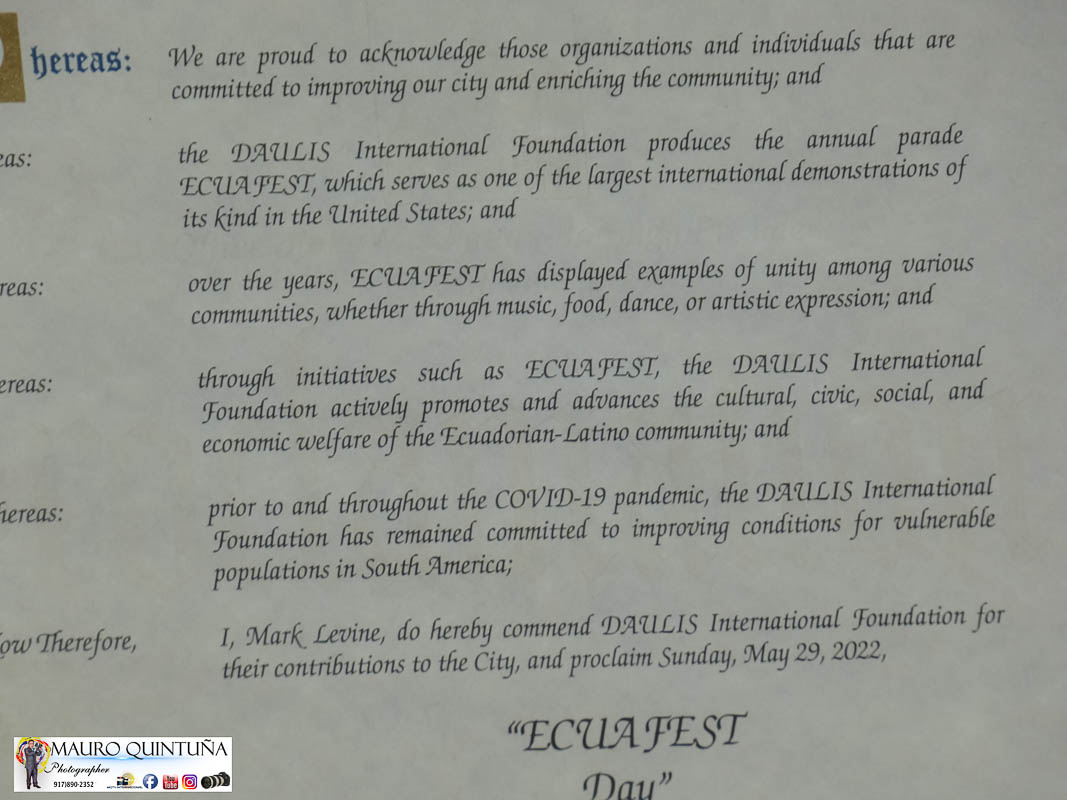 hereas: We are proud to acknowledge those organizations and individuals that are
committed to improving our city and enriching the community; and
eas: the DAULIS International Foundation produces the annual parade
ECUAFEST, which serves as one of the largest international demonstrations of
its kind in the United States; and
reas: over the years, ECUAFEST has displayed examples of unity among various
communities, whether through music, food, dance, or artistic expression; and
ereas: through initiatives such as ECUAFEST, the DAULIS International
Foundation actively promotes and advances the cultural, civic, social, and
economic welfare of the Ecuadorian-Latino community; and
hereas: prior to and throughout the COVID-19 pandemic, the DAULIS International
Foundation has remained committed to improving conditions for vulnerable
populations in South America;
ow Therefore, I, Mark Levine, do hereby commend DAULIS International Foundation for
their contributions to the City, and proclaim Sunday, May 29, 2022,
“ECUAFEST
Day”
MAURO QUINTUÑA
Photographer
917)890-2352